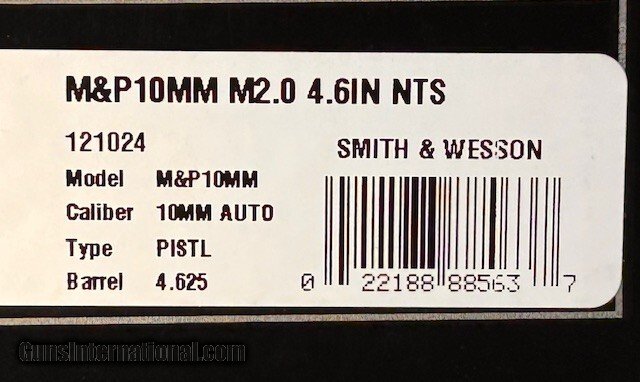 M&P10MM M2.0 4.6IN NTS
121024
SMITH & WESSON
Model M&P10MM
Caliber 10MM AUTO
Type PISTL
Barrel 4.625
0 22188 88563 7
GunsInternational.com